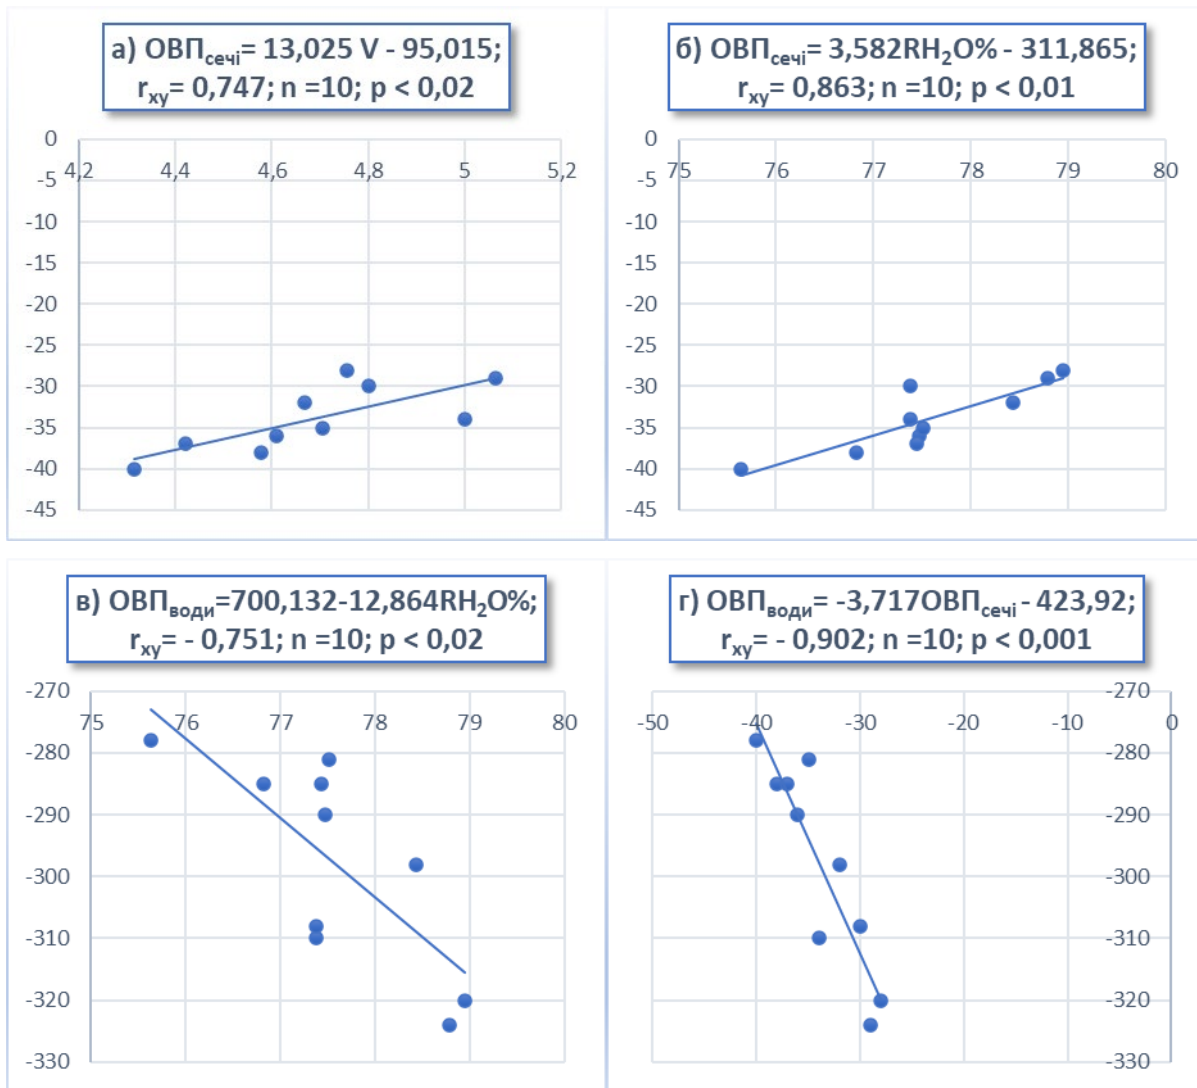 а) ОВПсечі= 13,025 V - 95,015;
rxy= 0,747; n =10; p < 0,02
0
4,2 4,4 4,6 4,8 5 5,2
-5
-10
-15
-20
-25
-30
-35
-40
-45
б) ОВПсечі= 3,582RH2O% - 311,865;
rxy= 0,863; n =10; p < 0,01
0
75 76 77 78 79 80
-5
-10
-15
-20
-25
-30
-35
-40
-45
в) ОВПводи=700,132-12,864RH2O%;
rxy= - 0,751; n =10; p < 0,02
-270
75 76 77 78 79 80
-280
-290
-300
-310
-320
-330
г) ОВПводи= -3,717ОВПсечі - 423,92;
rxy= - 0,902; n =10; p < 0,001
-270
-50 -40 -30 -20 -10 0
-280
-290
-300
-310
-320
-330